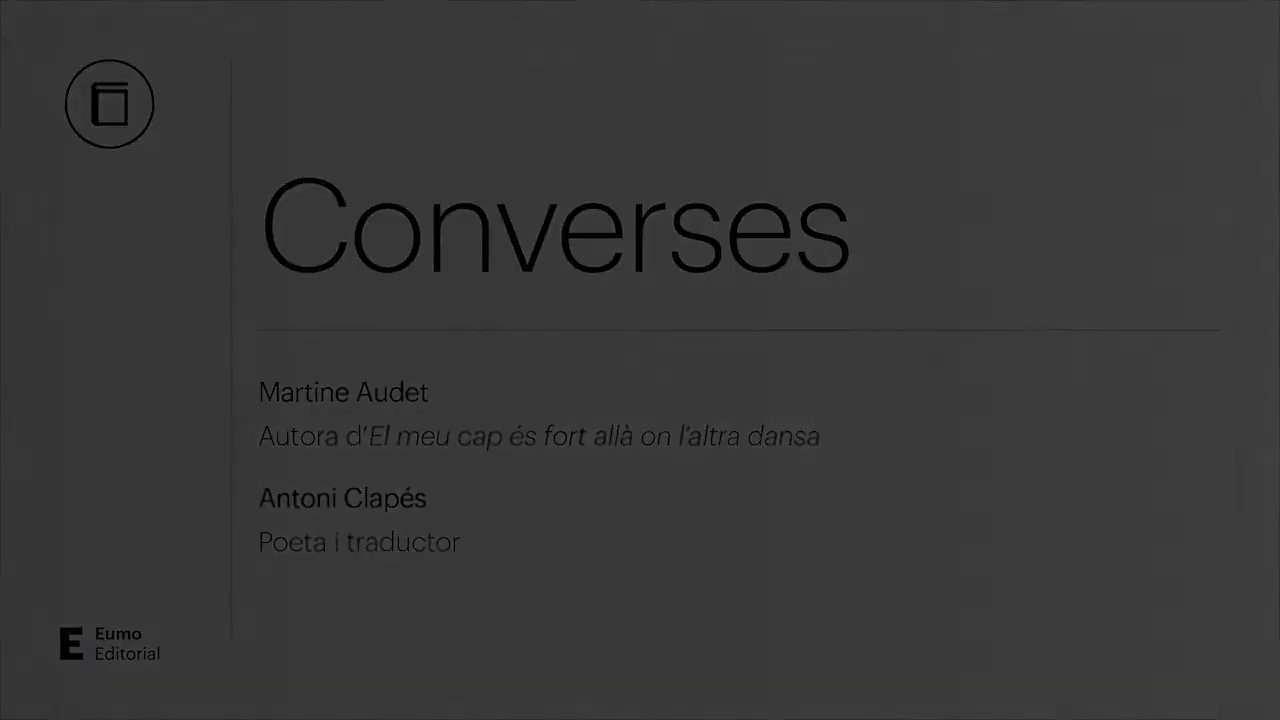 Converses
Martine Audet
Autora d'El meu cap és fort allà on l'altra dansa
Antoni Clapés
Poeta i traductor
Eumo
Editorial